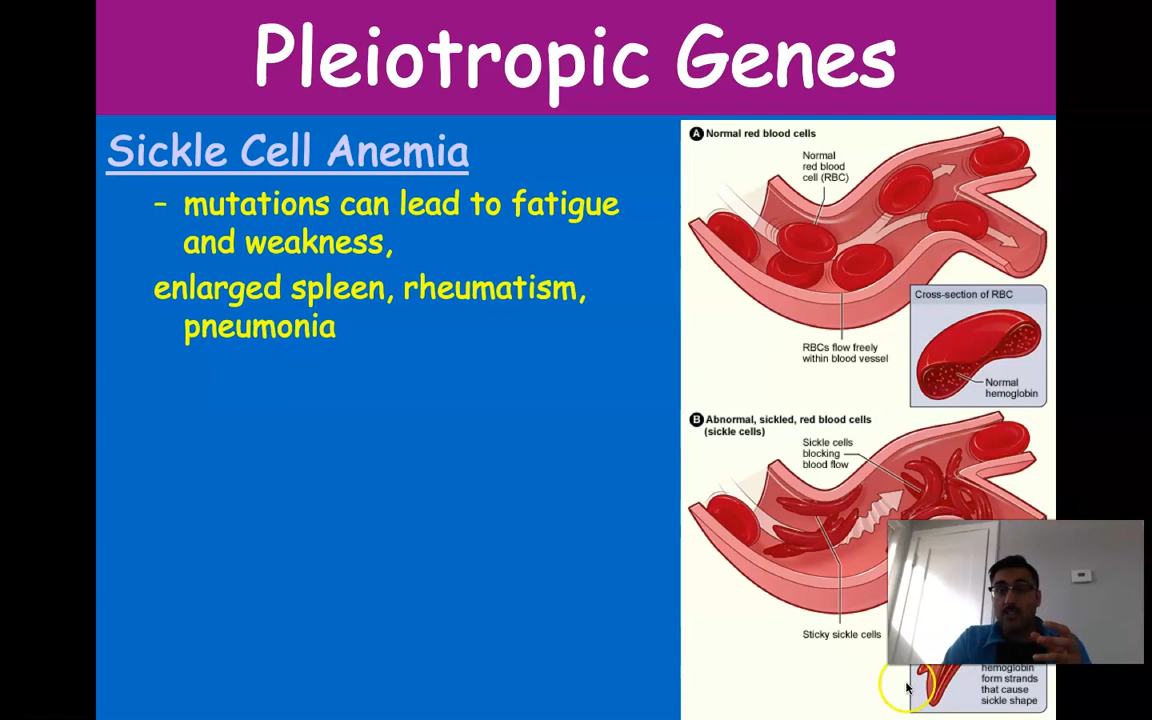 Pleiotropic Genes
Sickle Cell Anemia
– mutations can lead to fatigue
and weakness,
enlarged spleen, rheumatism,
pneumonia
A Normal red blood cells
Normal
red blood
cell (RBC)
RBCs flow freely
within blood vessel
Cross-section of RBC
Normal
hemoglobin
B Abnormal, sickled, red blood cells
(sickle cells)
Sickle cells
blocking
blood flow
Sticky sickle cells
hemoglobin
form strands
that cause
sickle shape